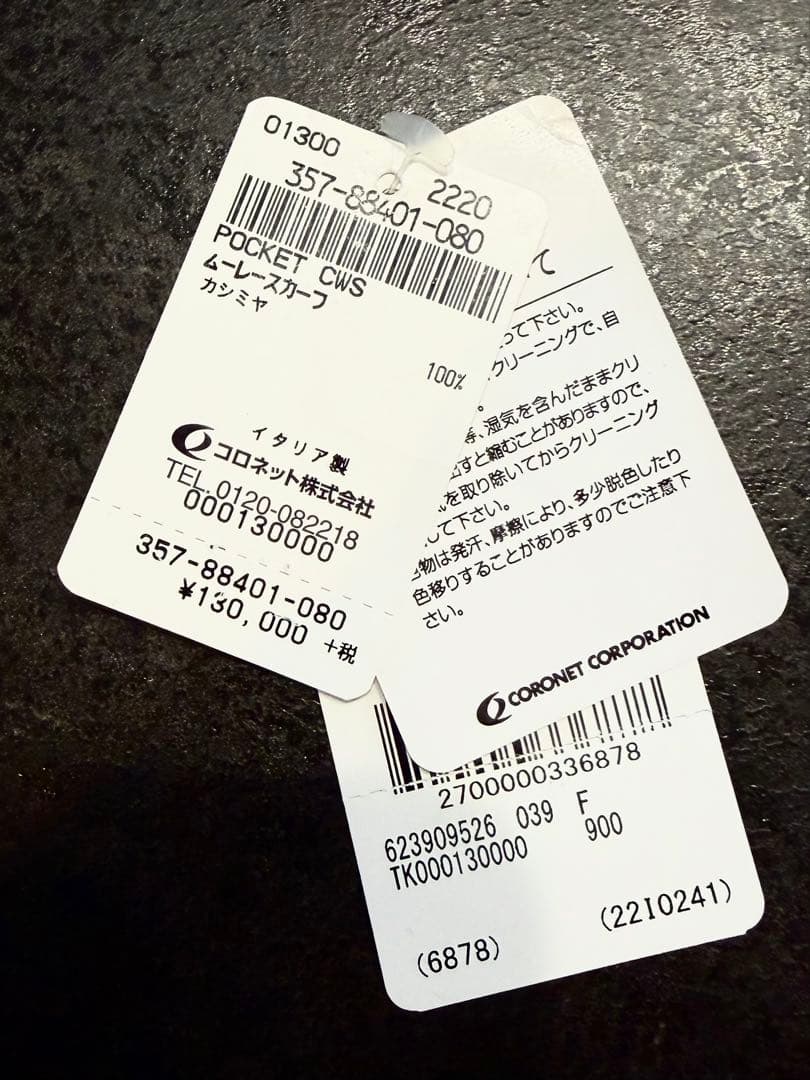 01300
2220
357-88401-080
POCKET CWS
ムーレースカーフ
カシミヤ
100%
イタリア製
コロネット株式会社
TEL.0120-082218
000130000
357-88401-080
¥130,000 +税
て
って下さい。
クリーニングで、自
。
等、湿気を含んだままクリ
出すと縮むことがありますので、
を取り除いてからクリーニング
して下さい。
物は発汗、摩擦により、多少脱色したり
色移りすることがありますのでご注意下
さい。
CORONET CORPORATION
2700000336878
623909526 039 F
TK000130000 900
(6878)
(22I0241)